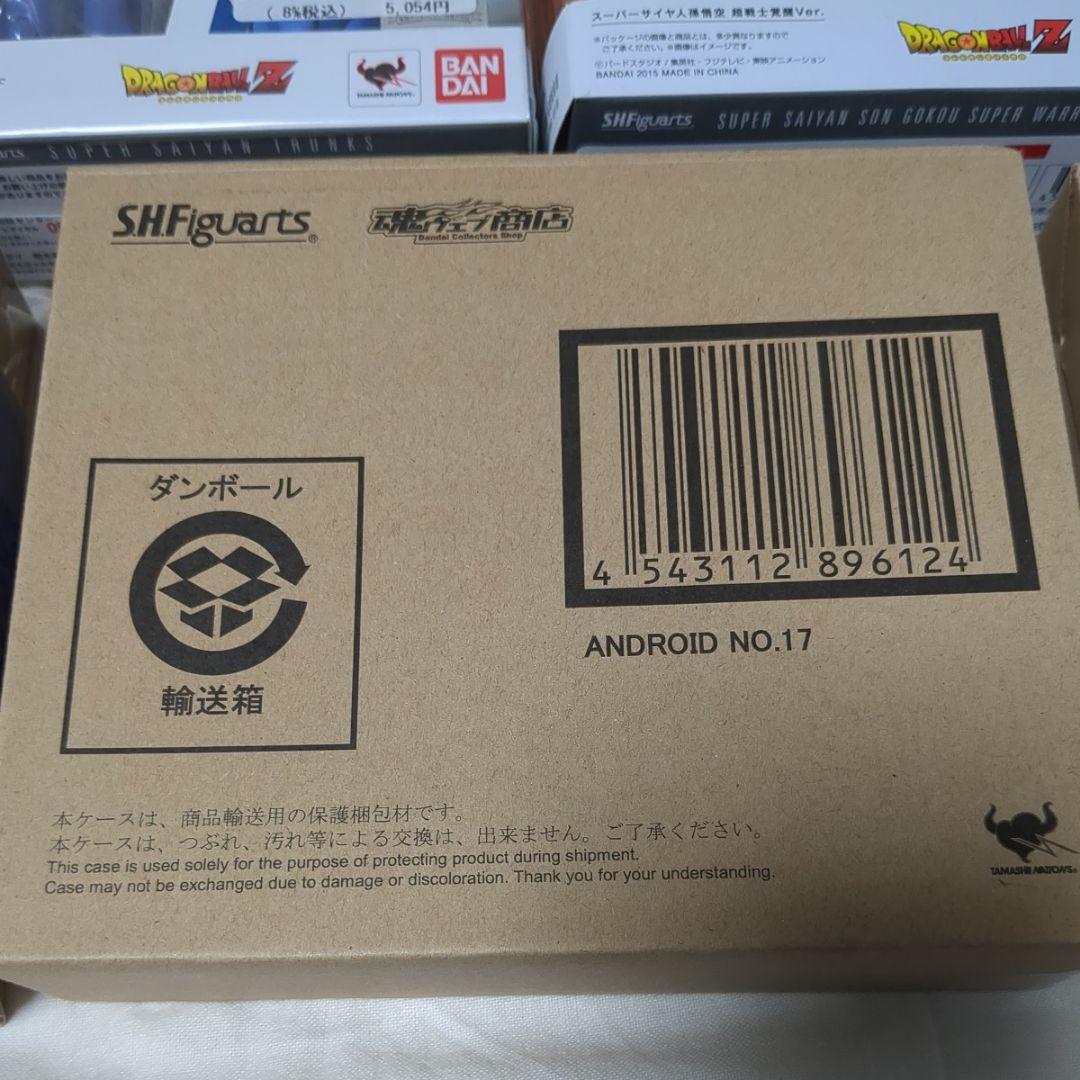 (8%税込) 5,054円
DRAGONBALL Z
TAMASHII NATIONS
BAN
DAI
SUPER SAIYAN TRUNKS
スーパーサイヤ人孫悟空 超戦士覚醒Ver.
※パッケージの画像と商品とは、多少異なりますので
ご了承ください。※画像はイメージです。
©バードスタジオ/集英社・フジテレビ・東映アニメーション
BANDAI 2015 MADE IN CHINA
DRAGONBALL Z
S.H.Figuarts SUPER SAIYAN SON GOKOU SUPER WARR
S.H.Figuarts®
魂ウェブ商店
Bandai Collectors Shop
4 543112 896124
ANDROID NO.17
ダンボール
輸送箱
本ケースは、商品輸送用の保護梱包材です。
本ケースは、つぶれ、汚れ等による交換は、出来ません。ご了承ください。
This case is used solely for the purpose of protecting product during shipment.
Case may not be exchanged due to damage or discoloration. Thank you for your understanding.
TAMASHII NATIONS®